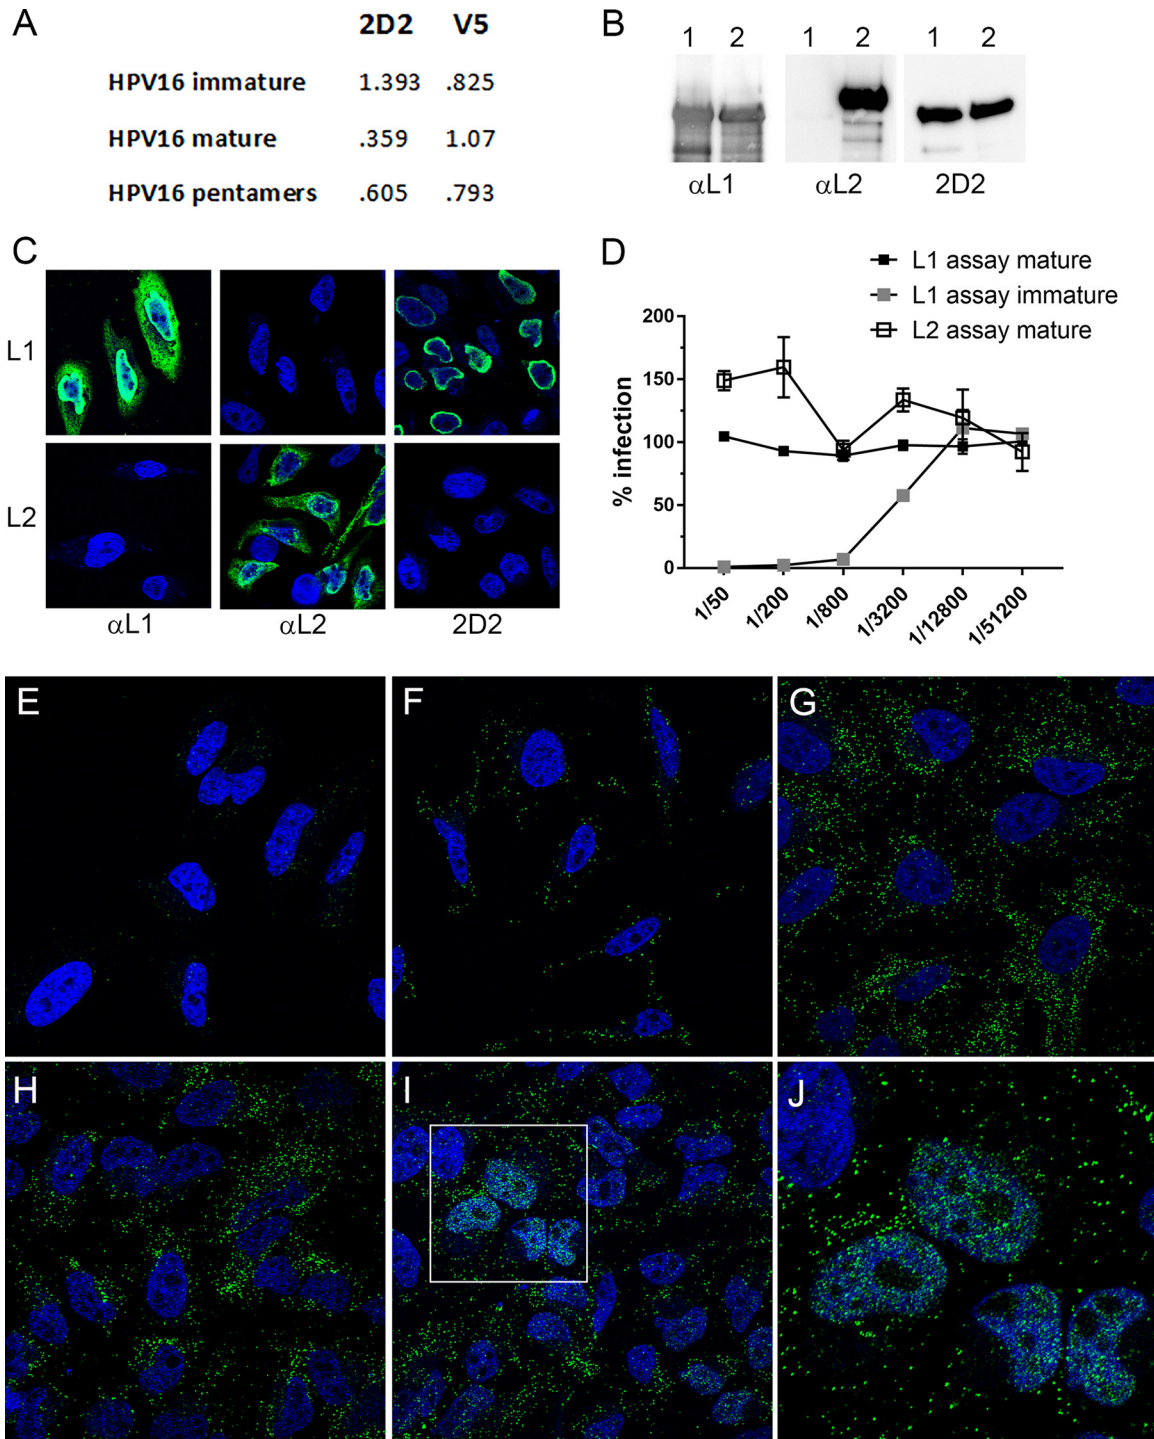 A
2D2 V5
HPV16 immature 1.393 .825
HPV16 mature .359 1.07
HPV16 pentamers .605 .793
B
1 2 1 2 1 2
αL1 αL2 2D2
C
L1
L2
αL1 αL2 2D2
D
L1 assay mature
L1 assay immature
L2 assay mature
% infection
200
150
100
50
0
1/50 1/200 1/800 1/3200 1/12800 1/51200
E F G
H I J